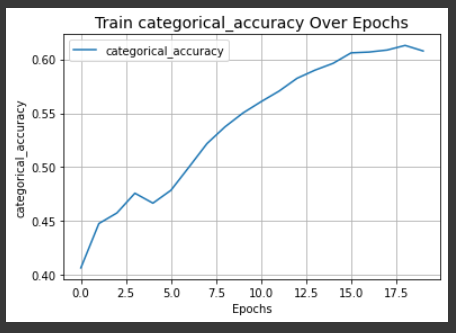 Train categorical_accuracy Over Epochs
categorical_accuracy
categorical_accuracy
0.60
0.55
0.50
0.45
0.40
0.0 2.5 5.0 7.5 10.0 12.5 15.0 17.5
Epochs